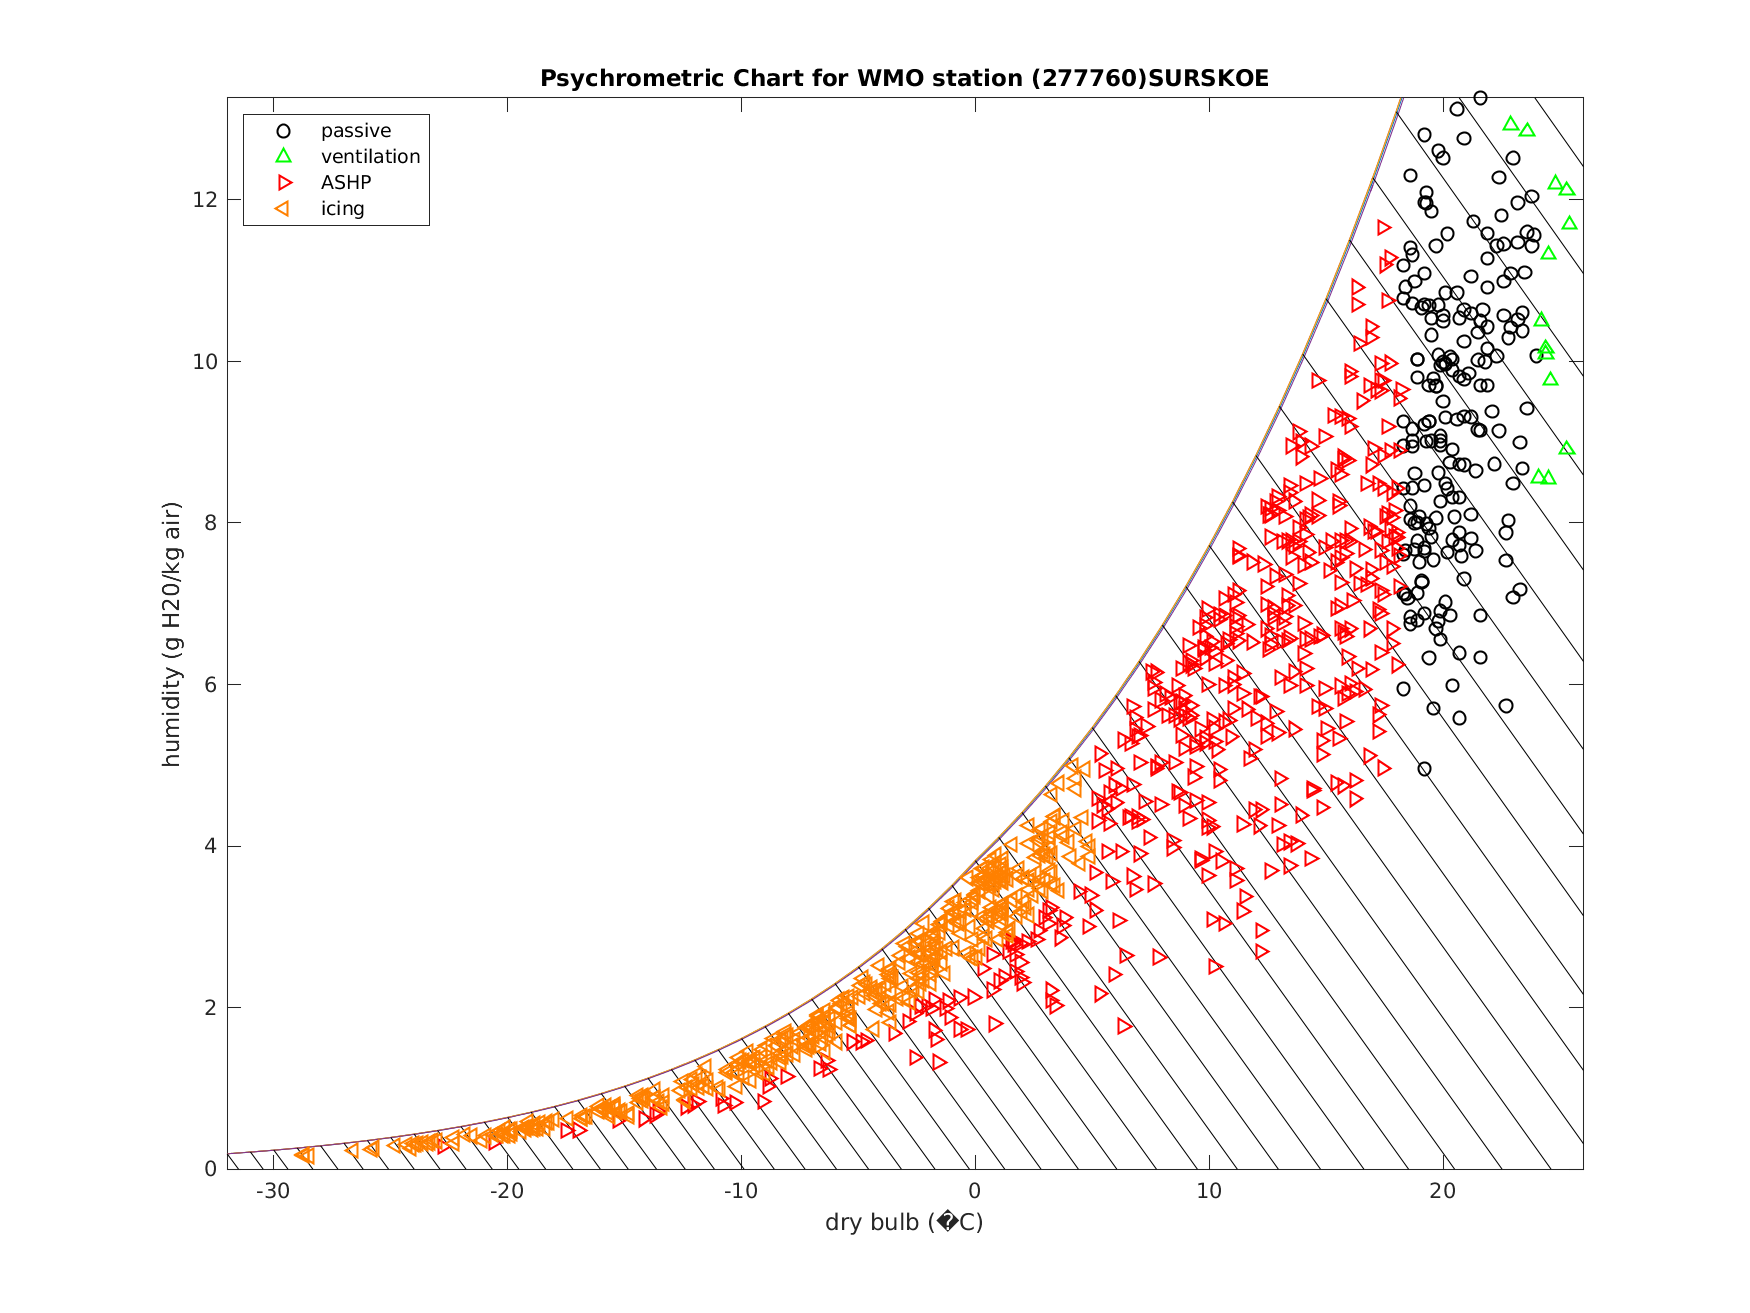 Psychrometric Chart for WMO station (277760)SURSKOE
passive
ventilation
ASHP
icing
humidity (g H20/kg air)
12
10
8
6
4
2
0
-30 -20 -10 0 10 20
dry bulb (�C)